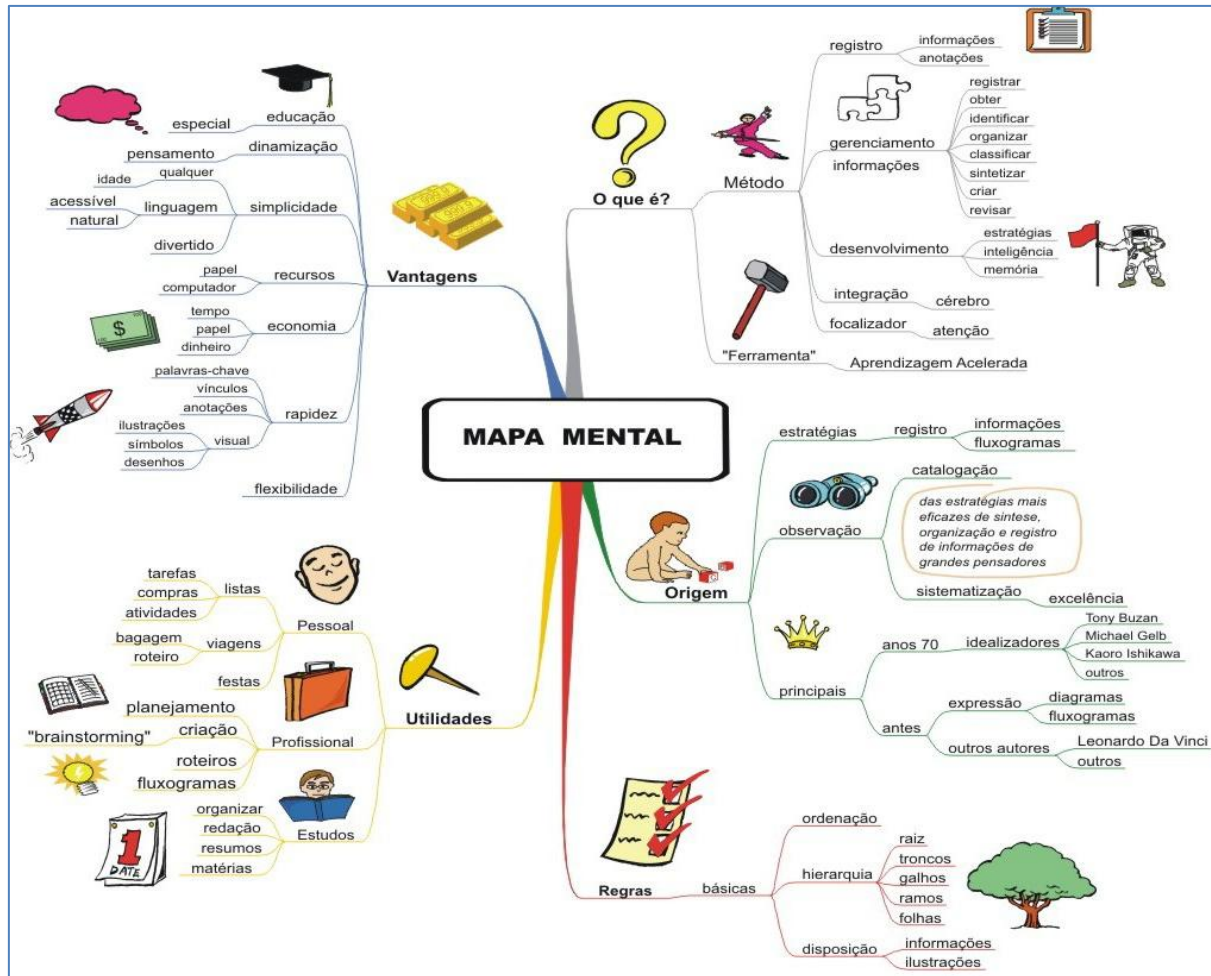 MAPA MENTAL
O que é?
Método
registro
informações
anotações
gerenciamento
informações
registrar
obter
identificar
organizar
classificar
sintetizar
criar
revisar
desenvolvimento
estratégias
inteligência
memória
integração
cérebro
focalizador
atenção
"Ferramenta"
Aprendizagem Acelerada
Origem
estratégias
registro
informações
fluxogramas
observação
catalogação
das estratégias mais
eficazes de síntese,
organização e registro
de informações de
grandes pensadores
sistematização
excelência
principais
anos 70
idealizadores
Tony Buzan
Michael Gelb
Kaoro Ishikawa
outros
antes
expressão
diagramas
fluxogramas
outros autores
Leonardo Da Vinci
outros
Regras
básicas
ordenação
hierarquia
raiz
troncos
galhos
ramos
folhas
disposição
informações
ilustrações
Utilidades
Pessoal
listas
tarefas
compras
atividades
viagens
bagagem
roteiro
festas
Profissional
planejamento
criação
"brainstorming"
roteiros
fluxogramas
Estudos
organizar
redação
resumos
matérias
1
DATE
Vantagens
educação
especial
dinamização
pensamento
simplicidade
qualquer
idade
linguagem
acessível
natural
divertido
recursos
papel
computador
economia
tempo
papel
dinheiro
$
rapidez
palavras-chave
vínculos
anotações
visual
ilustrações
símbolos
desenhos
flexibilidade